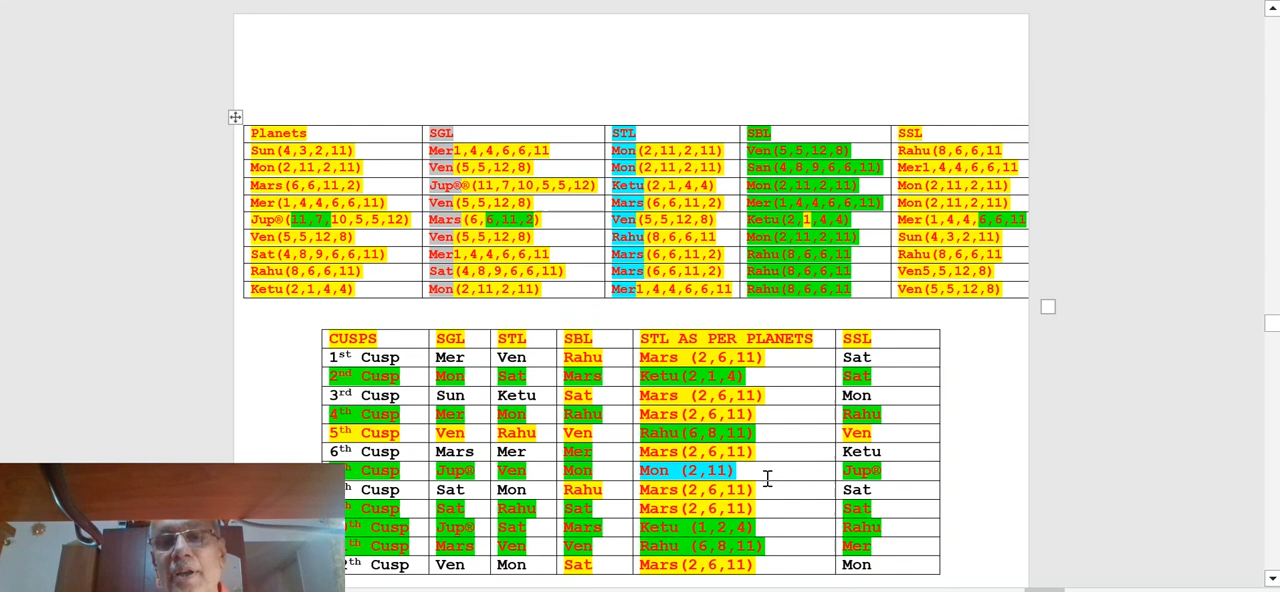 Planets SGL STL SBL SSL
Sun(4,3,2,11) Mer1,4,4,6,6,11 Mon(2,11,2,11) Ven(5,5,12,8) Rahu(8,6,6,11
Mon(2,11,2,11) Ven(5,5,12,8) Mon(2,11,2,11) San(4,8,9,6,6,11) Mer1,4,4,6,6,11
Mars(6,6,11,2) Jup®®(11,7,10,5,5,12) Ketu(2,1,4,4) Mon(2,11,2,11) Mon(2,11,2,11)
Mer(1,4,4,6,6,11) Ven(5,5,12,8) Mars(6,6,11,2) Mer(1,4,4,6,6,11) Mon(2,11,2,11)
Jup®(11,7,10,5,5,12) Mars(6,6,11,2) Ven(5,5,12,8) Ketu(2,1,4,4) Mer(1,4,4,6,6,11
Ven(5,5,12,8) Ven(5,5,12,8) Rahu(8,6,6,11 Mon(2,11,2,11) Sun(4,3,2,11)
Sat(4,8,9,6,6,11) Mer1,4,4,6,6,11 Mars(6,6,11,2) Rahu(8,6,6,11 Rahu(8,6,6,11
Rahu(8,6,6,11) Sat(4,8,9,6,6,11) Mars(6,6,11,2) Rahu(8,6,6,11 Ven5,5,12,8)
Ketu(2,1,4,4) Mon(2,11,2,11) Mer1,4,4,6,6,11 Rahu(8,6,6,11 Ven(5,5,12,8)
CUSPS SGL STL SBL STL AS PER PLANETS SSL
1st Cusp Mer Ven Rahu Mars (2,6,11) Sat
2nd Cusp Mon Sat Mars Ketu(2,1,4) Sat
3rd Cusp Sun Ketu Sat Mars (2,6,11) Mon
4th Cusp Mer Mon Rahu Mars(2,6,11) Rahu
5th Cusp Ven Rahu Ven Rahu(6,8,11) Ven
6th Cusp Mars Mer Mer Mars(2,6,11) Ketu
Cusp Jup® Ven Mon Mon (2,11) Jup®
Cusp Sat Mon Rahu Mars(2,6,11) Sat
Cusp Sat Rahu Sat Mars(2,6,11) Sat
Cusp Jup® Sat Mars Ketu (1,2,4) Rahu
Cusp Mars Ven Ven Rahu (6,8,11) Mer
Cusp Ven Mon Sat Mars(2,6,11) Mon